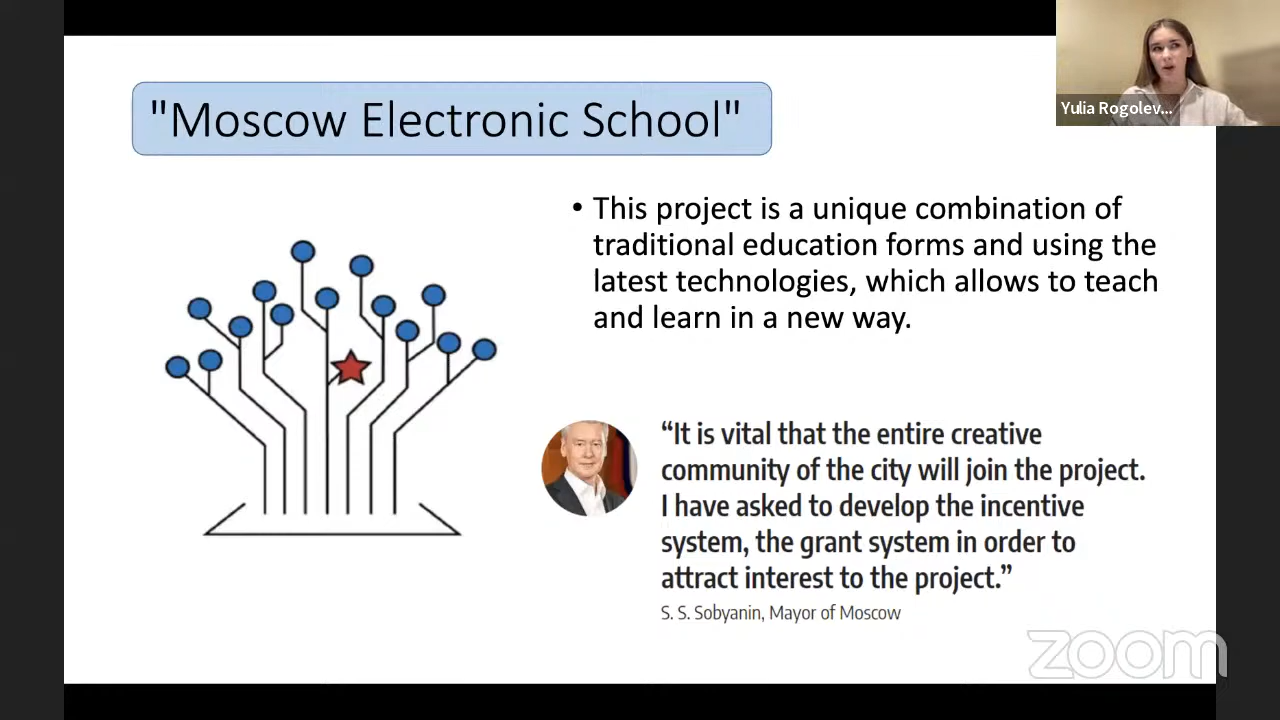 "Moscow Electronic School"
Yulia Rogolev...
• This project is a unique combination of
traditional education forms and using the
latest technologies, which allows to teach
and learn in a new way.
“It is vital that the entire creative
community of the city will join the project.
I have asked to develop the incentive
system, the grant system in order to
attract interest to the project.”
S. S. Sobyanin, Mayor of Moscow
zoom